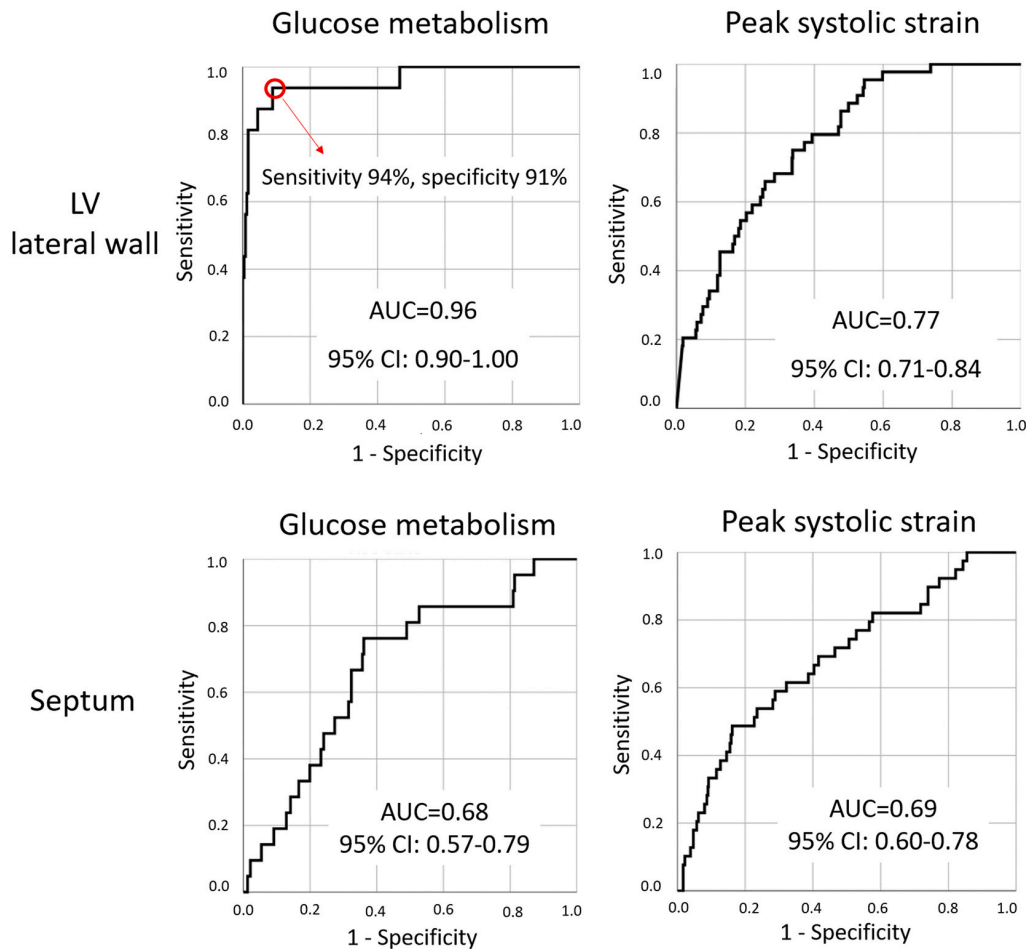 Glucose metabolism
Peak systolic strain
LV
lateral wall
Sensitivity
1.0
0.8
0.6
0.4
0.2
0.0
Sensitivity 94%, specificity 91%
AUC=0.96
95% CI: 0.90-1.00
0.0 0.2 0.4 0.6 0.8 1.0
1 - Specificity
Sensitivity
1.0
0.8
0.6
0.4
0.2
0.0
AUC=0.77
95% CI: 0.71-0.84
0.0 0.2 0.4 0.6 0.8 1.0
1 - Specificity
Glucose metabolism
Peak systolic strain
Septum
Sensitivity
1.0
0.8
0.6
0.4
0.2
0.0
AUC=0.68
95% CI: 0.57-0.79
0.0 0.2 0.4 0.6 0.8 1.0
1 - Specificity
Sensitivity
1.0
0.8
0.6
0.4
0.2
0.0
AUC=0.69
95% CI: 0.60-0.78
0.0 0.2 0.4 0.6 0.8 1.0
1 - Specificity